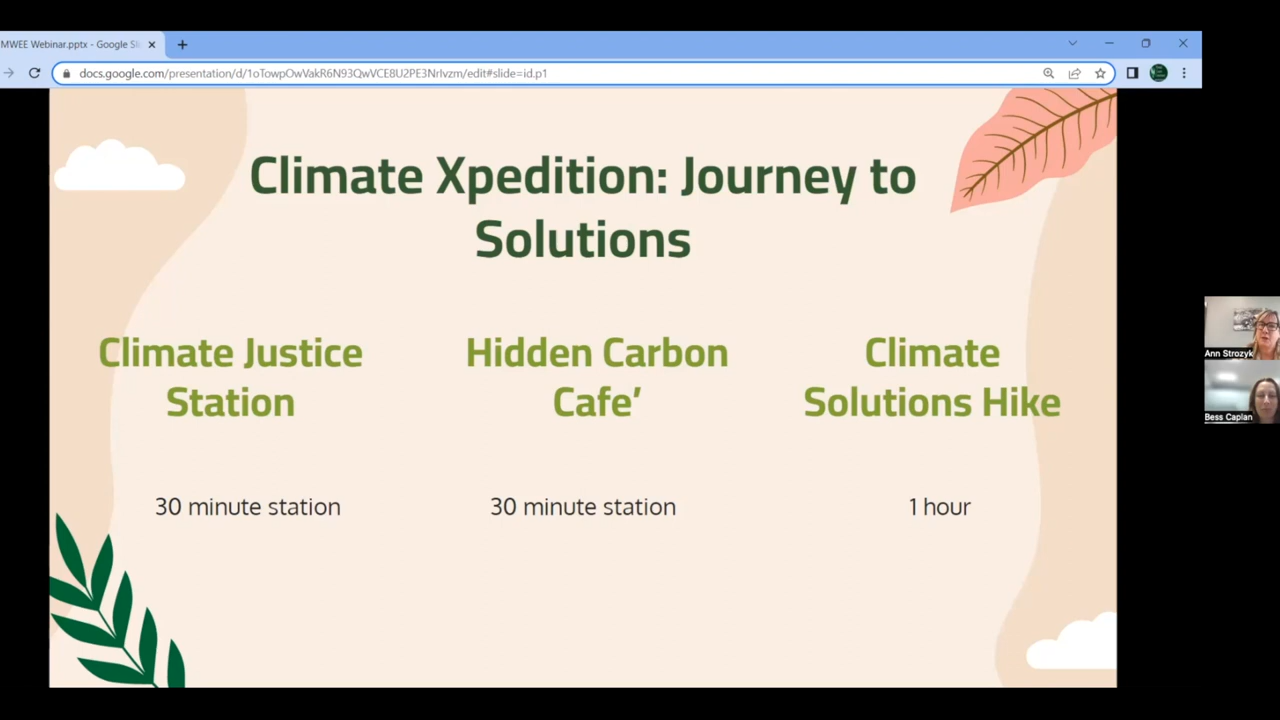 MWEE Webinar.pptx - Google Sli
docs.google.com/presentation/d/1oTowpOwVakR6N93QwVCE8U2PE3NrIvzm/edit#slide=id.p1
Climate Xpedition: Journey to
Solutions
Climate Justice
Station
30 minute station
Hidden Carbon
Cafe’
30 minute station
Climate
Solutions Hike
1 hour
Ann Strozyk
Bess Caplan